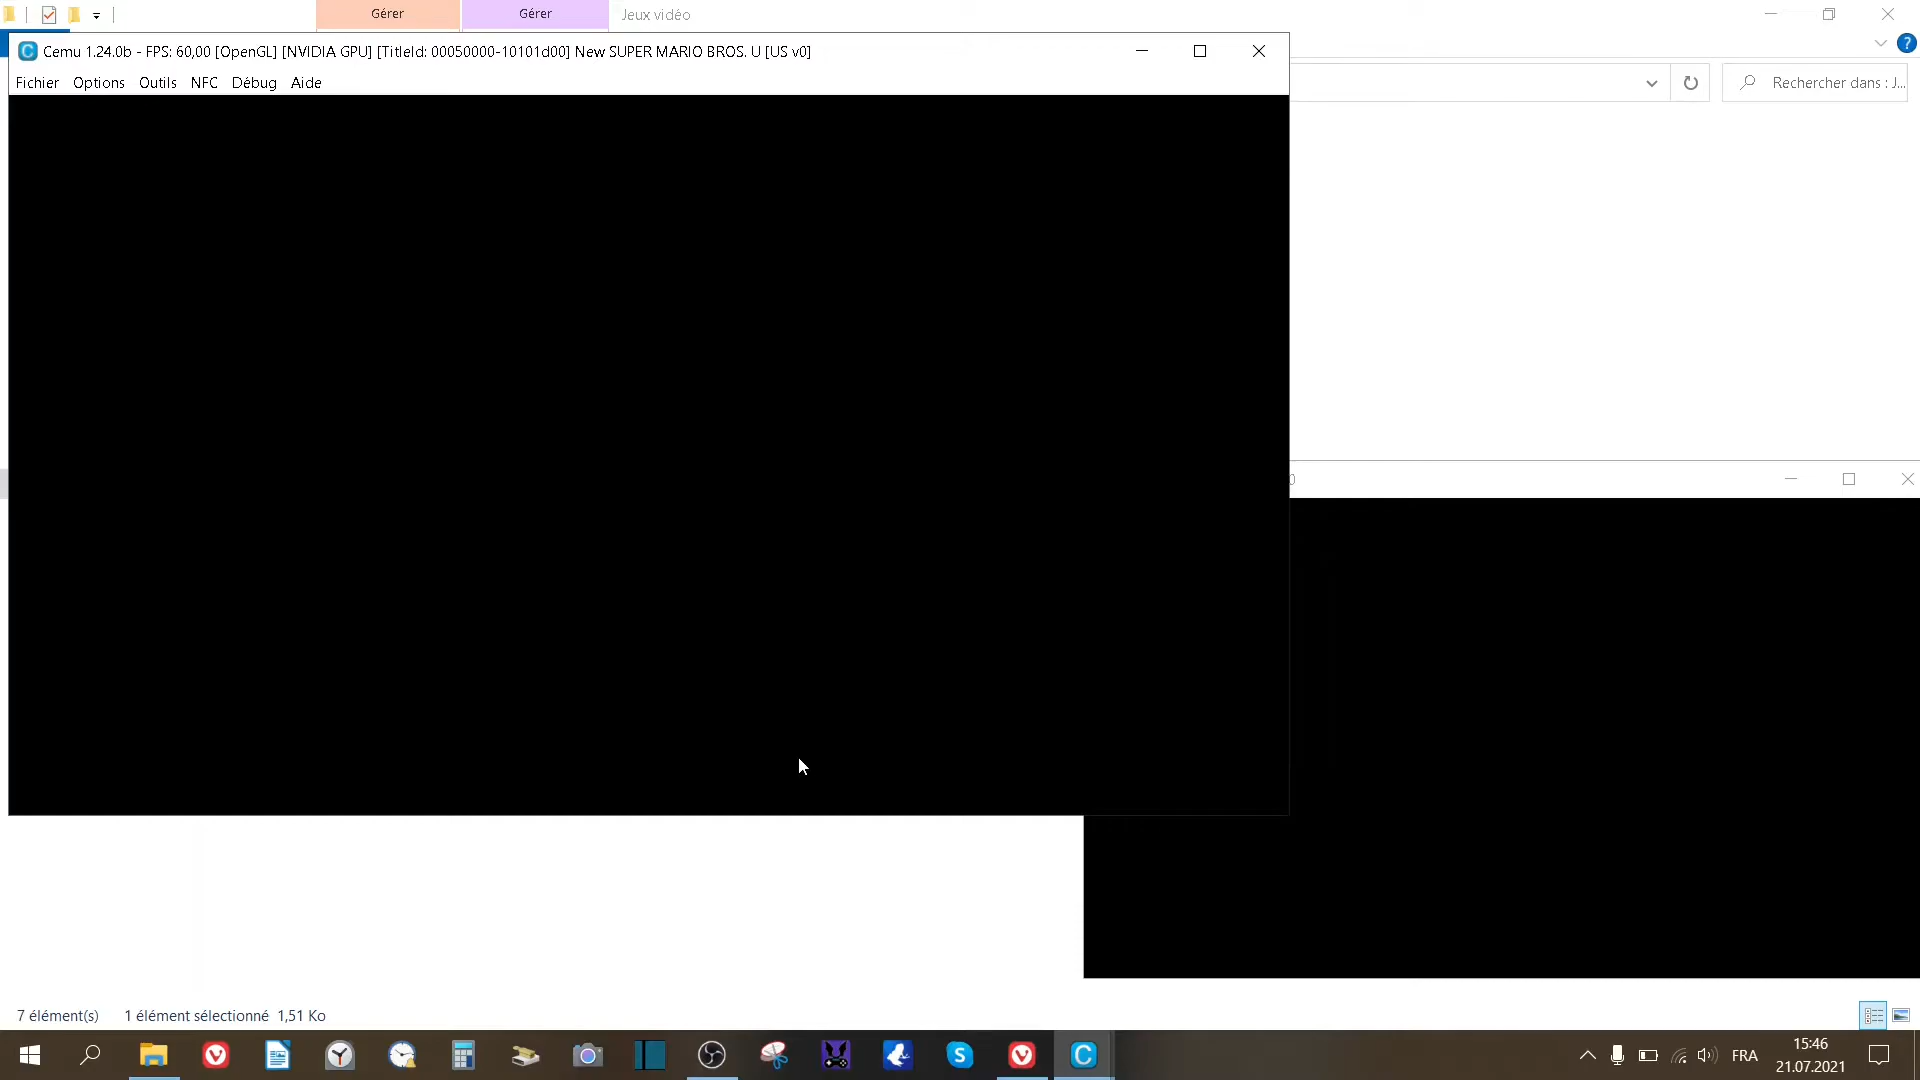 Gérer
Gérer
Jeux vidéo
Cemu 1.24.0b - FPS: 60,00 [OpenGL] [NVIDIA GPU] [TitleId: 00050000-10101d00] New SUPER MARIO BROS. U [US v0]
Fichier Options Outils NFC Débug Aide
Rechercher dans : J...
7 élément(s) 1 élément sélectionné 1,51 Ko
FRA
15:46
21.07.2021